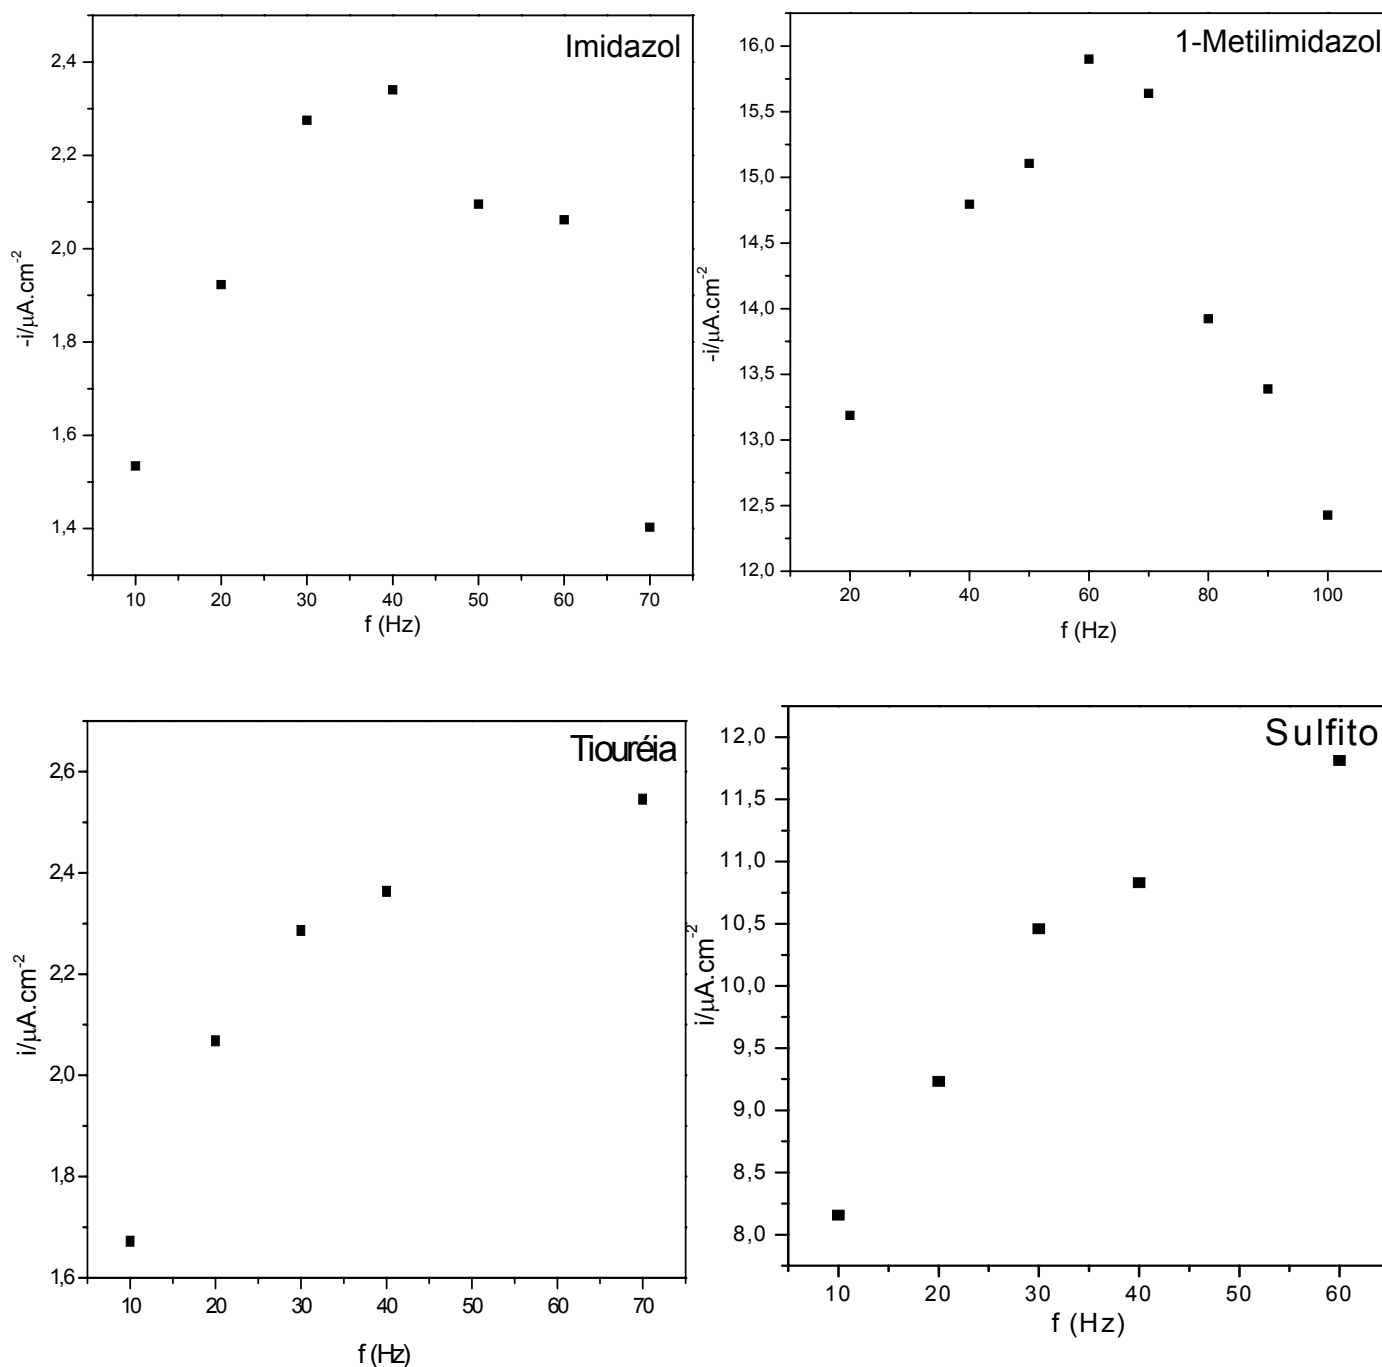 Imidazol
2,4
2,2
2,0
1,8
1,6
1,4
-i/µA.cm-2
10 20 30 40 50 60 70
f (Hz)
1-Metilimidazol
16,0
15,5
15,0
14,5
14,0
13,5
13,0
12,5
12,0
-i/µA.cm-2
20 40 60 80 100
f (Hz)
Tiouréia
2,6
2,4
2,2
2,0
1,8
1,6
i/µA.cm-2
10 20 30 40 50 60 70
f (Hz)
Sulfito
12,0
11,5
11,0
10,5
10,0
9,5
9,0
8,5
8,0
i/µA.cm-2
10 20 30 40 50 60
f (Hz)